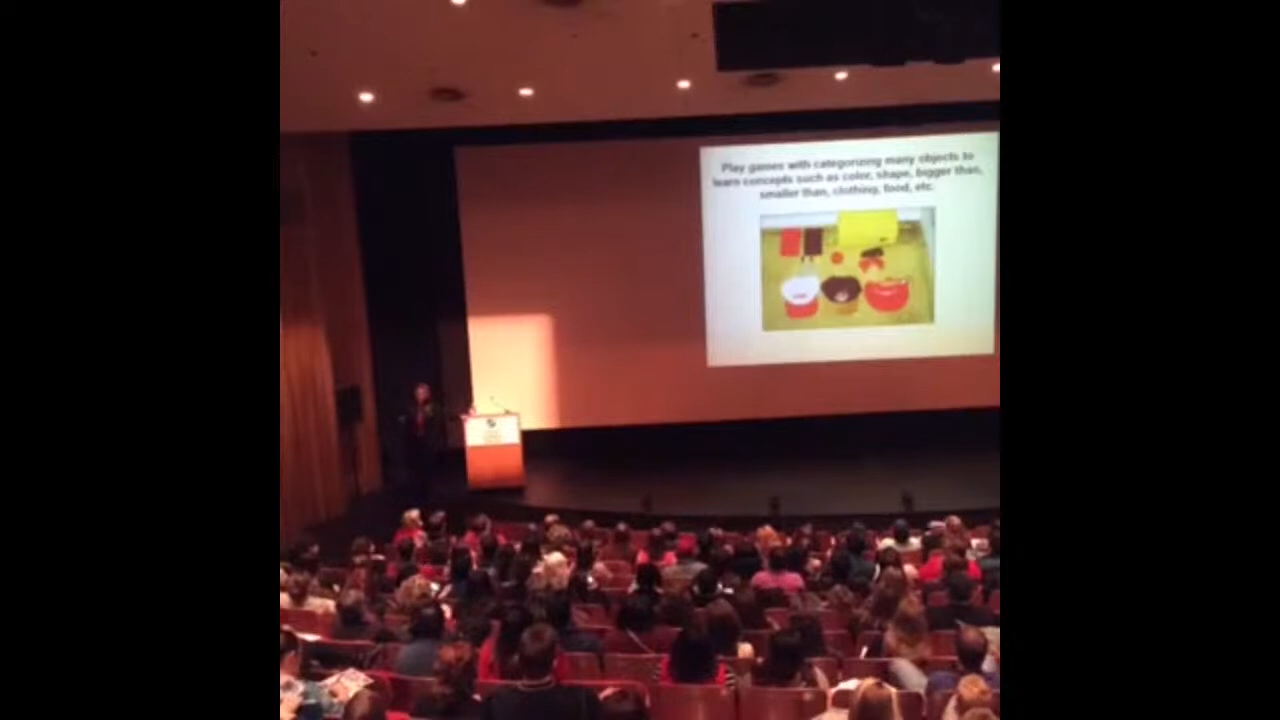 Play games with categorizing many objects to
learn concepts such as color, shape, bigger than,
smaller than, clothing, food, etc.